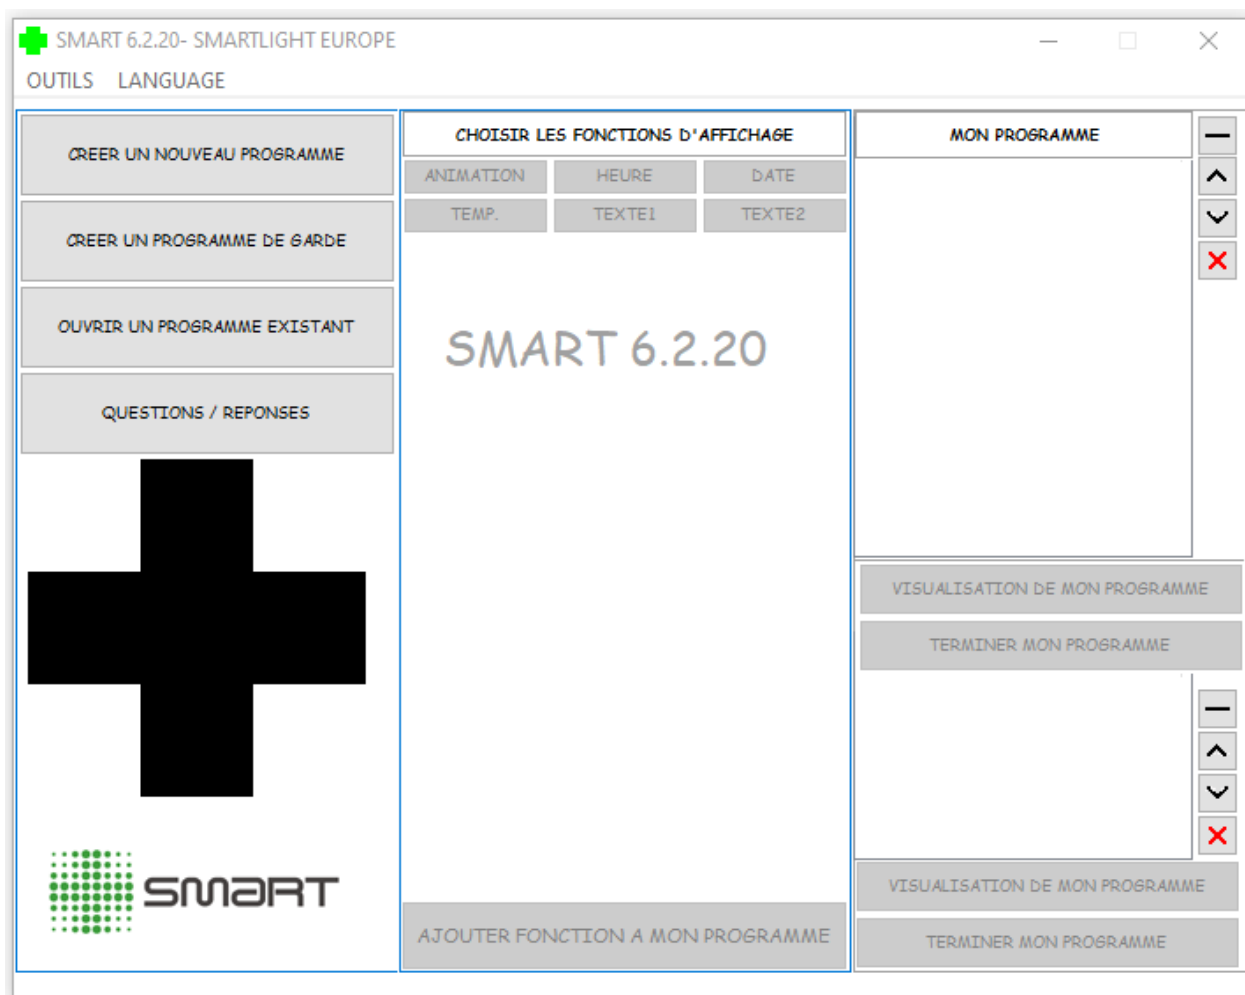 SMART 6.2.20- SMARTLIGHT EUROPE
OUTILS LANGUAGE
CREER UN NOUVEAU PROGRAMME
CREER UN PROGRAMME DE GARDE
OUVRIR UN PROGRAMME EXISTANT
QUESTIONS / REPONSES
SMART
CHOISIR LES FONCTIONS D'AFFICHAGE
ANIMATION HEURE DATE
TEMP. TEXTE1 TEXTE2
SMART 6.2.20
AJOUTER FONCTION A MON PROGRAMME
MON PROGRAMME
VISUALISATION DE MON PROGRAMME
TERMINER MON PROGRAMME
VISUALISATION DE MON PROGRAMME
TERMINER MON PROGRAMME